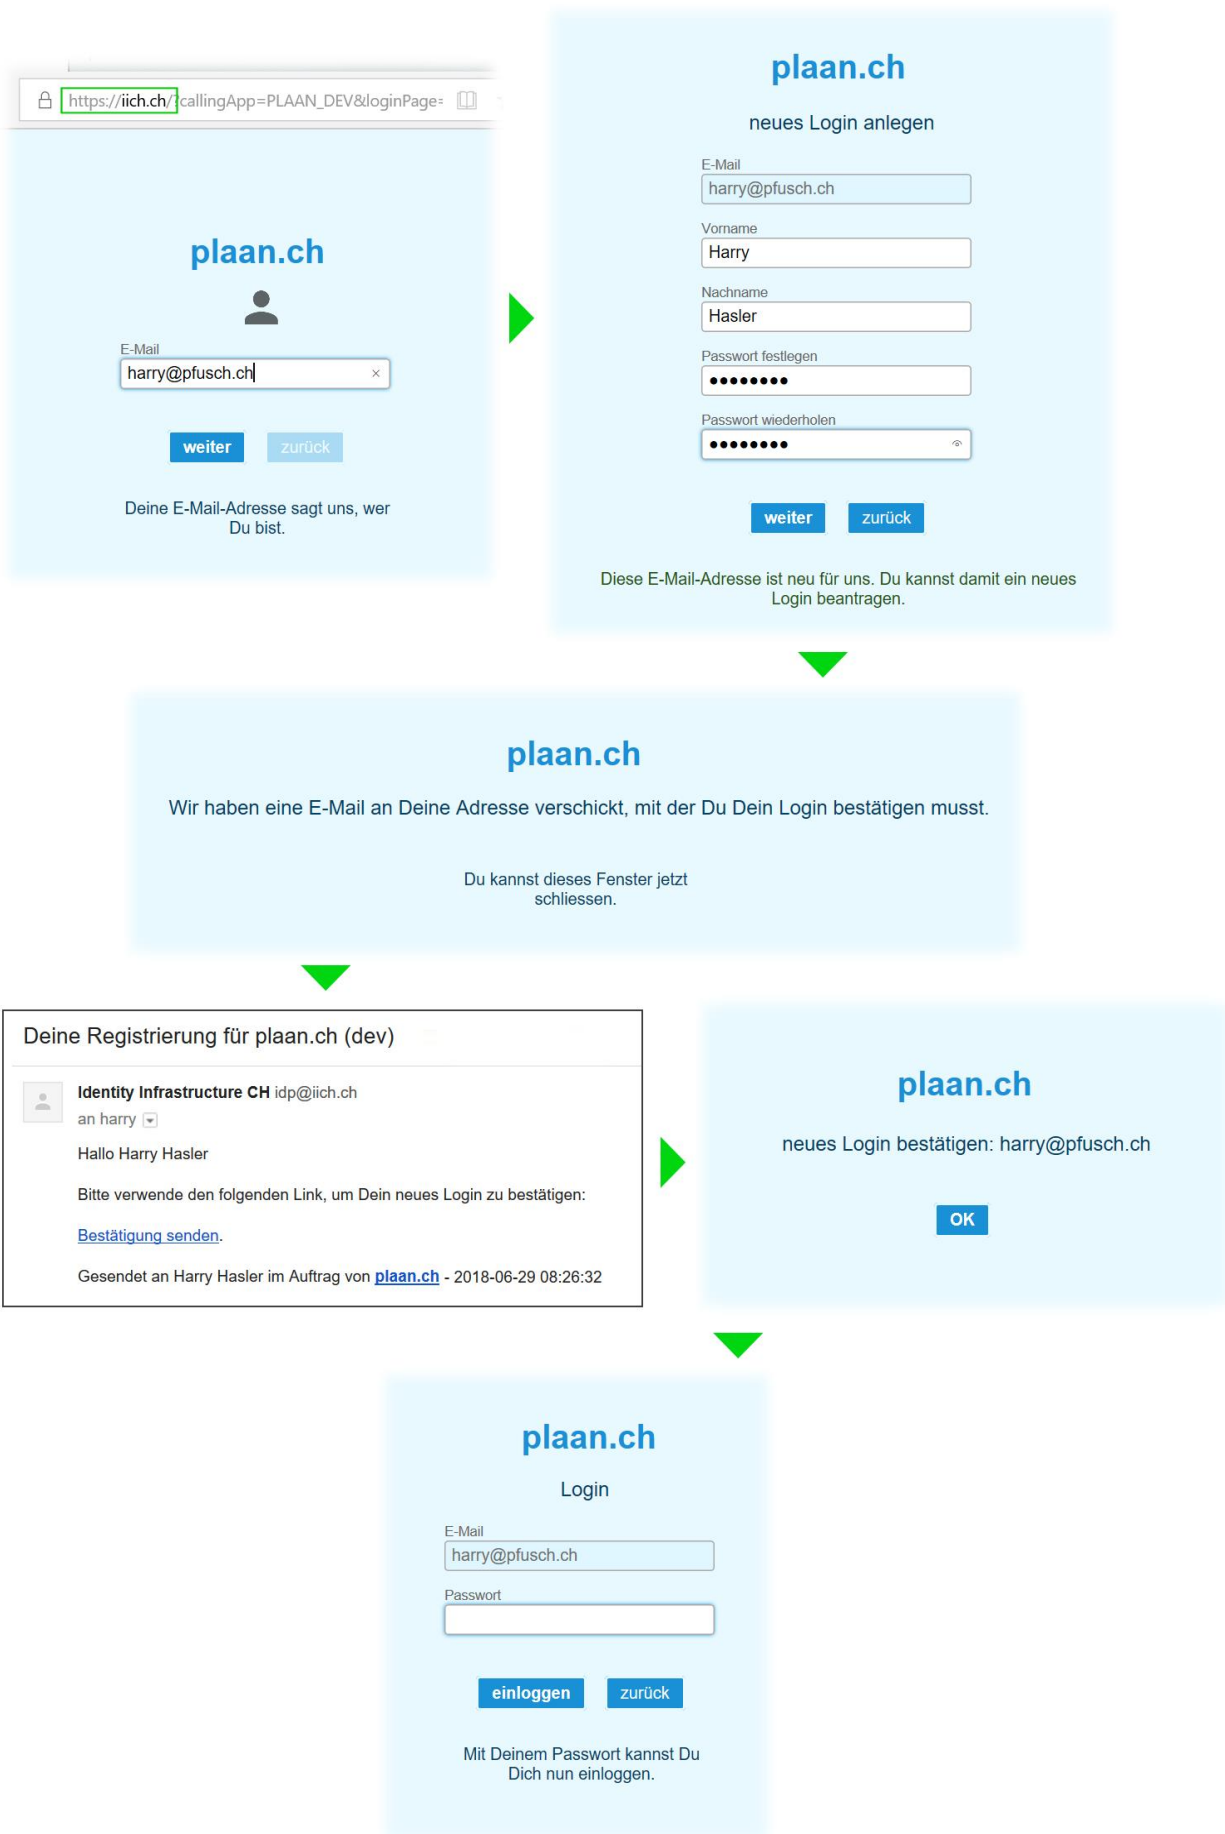 https://iich.ch/?callingApp=PLAAN_DEV&loginPage=
plaan.ch
E-Mail
harry@pfusch.ch
weiter zurück
Deine E-Mail-Adresse sagt uns, wer
Du bist.
plaan.ch
neues Login anlegen
E-Mail
harry@pfusch.ch
Vorname
Harry
Nachname
Hasler
Passwort festlegen
●●●●●●●●
Passwort wiederholen
●●●●●●●●
weiter zurück
Diese E-Mail-Adresse ist neu für uns. Du kannst damit ein neues
Login beantragen.
plaan.ch
Wir haben eine E-Mail an Deine Adresse verschickt, mit der Du Dein Login bestätigen musst.
Du kannst dieses Fenster jetzt
schliessen.
Deine Registrierung für plaan.ch (dev)
Identity Infrastructure CH idp@iich.ch
an harry
Hallo Harry Hasler
Bitte verwende den folgenden Link, um Dein neues Login zu bestätigen:
Bestätigung senden.
Gesendet an Harry Hasler im Auftrag von plaan.ch - 2018-06-29 08:26:32
plaan.ch
neues Login bestätigen: harry@pfusch.ch
OK
plaan.ch
Login
E-Mail
harry@pfusch.ch
Passwort
einloggen zurück
Mit Deinem Passwort kannst Du
Dich nun einloggen.